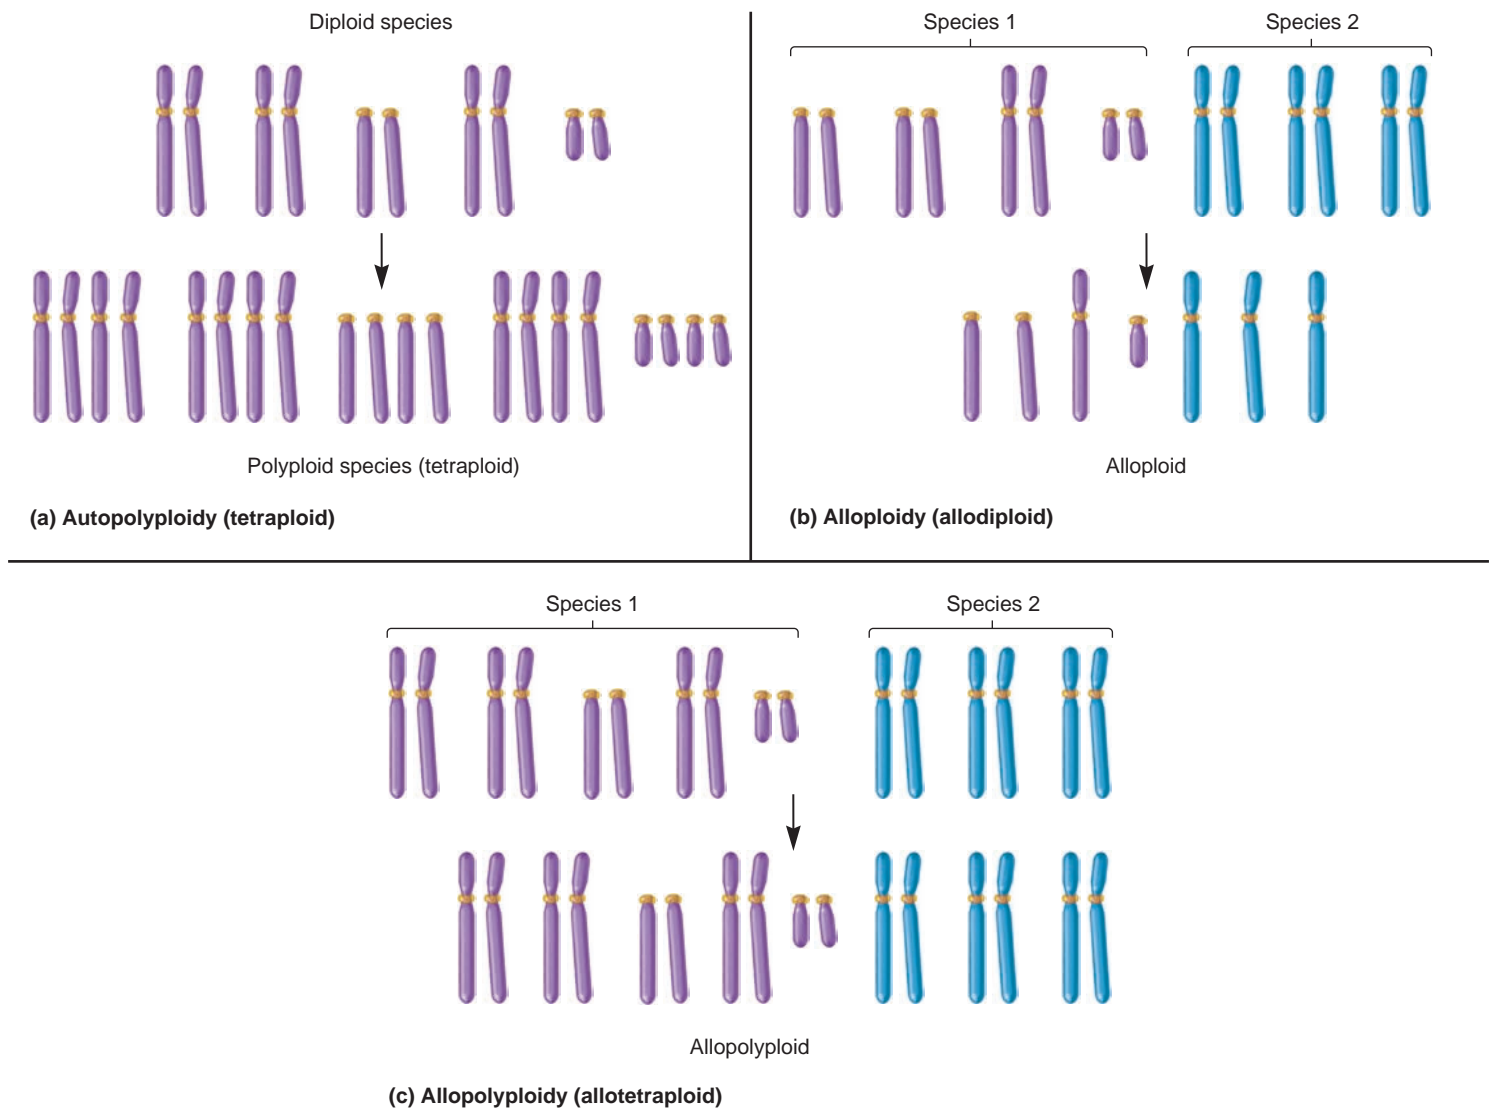 Diploid species
Polyploid species (tetraploid)
(a) Autopolyploidy (tetraploid)
Species 1
Species 2
Alloploid
(b) Alloploidy (allodiploid)
Species 1
Species 2
Allopolyploid
(c) Allopolyploidy (allotetraploid)